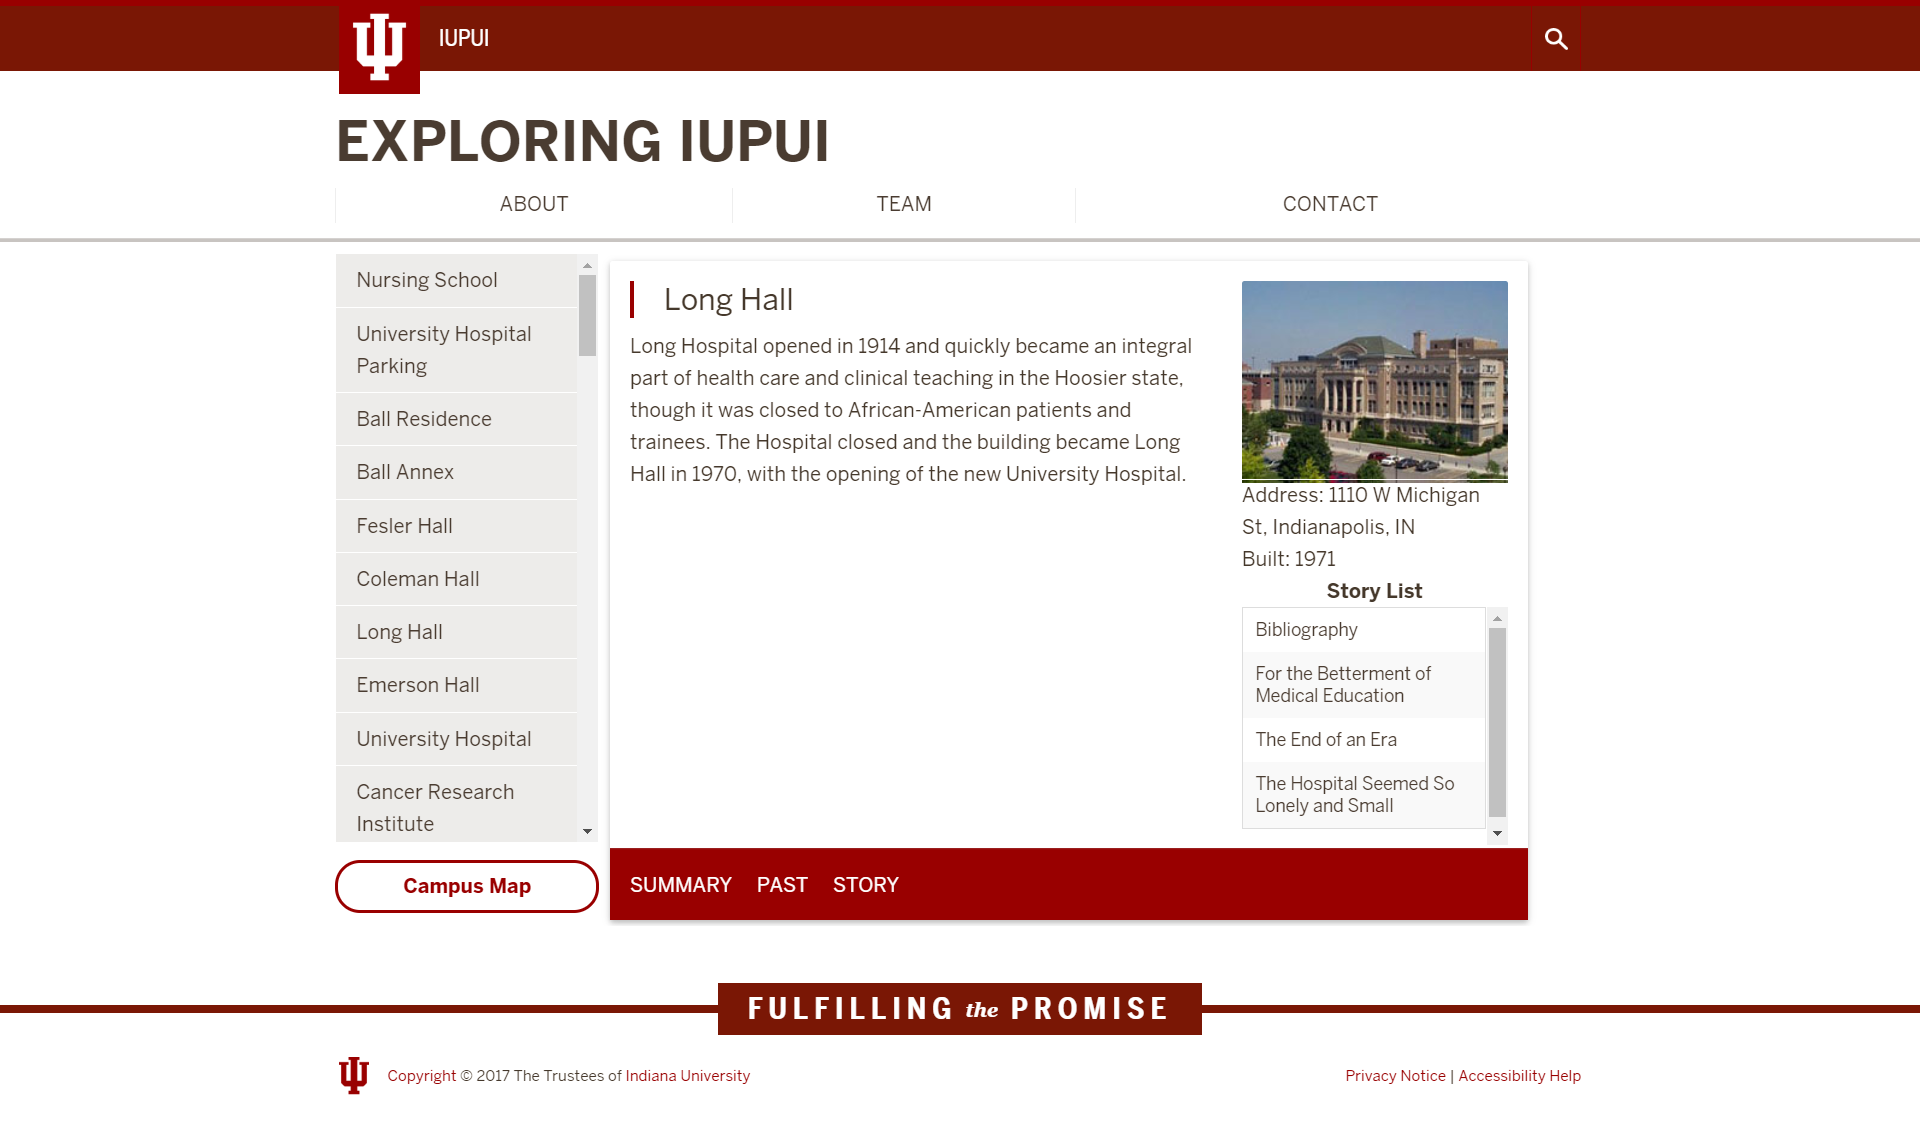 IUPUI
EXPLORING IUPUI
ABOUT
TEAM
CONTACT
Nursing School
University Hospital
Parking
Ball Residence
Ball Annex
Fesler Hall
Coleman Hall
Long Hall
Emerson Hall
University Hospital
Cancer Research
Institute
Campus Map
Long Hall
Long Hospital opened in 1914 and quickly became an integral
part of health care and clinical teaching in the Hoosier state,
though it was closed to African-American patients and
trainees. The Hospital closed and the building became Long
Hall in 1970, with the opening of the new University Hospital.
Address: 1110 W Michigan
St, Indianapolis, IN
Built: 1971
Story List
Bibliography
For the Betterment of
Medical Education
The End of an Era
The Hospital Seemed So
Lonely and Small
SUMMARY PAST STORY
FULFILLING the PROMISE
Copyright © 2017 The Trustees of Indiana University
Privacy Notice | Accessibility Help